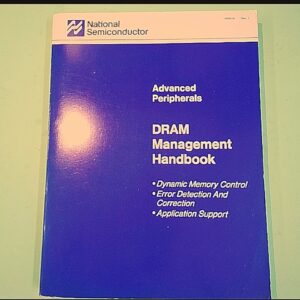 National
Semiconductor
Advanced
Peripherals
DRAM
Management
Handbook
• Dynamic Memory Control
• Error Detection And
Correction
• Application Support